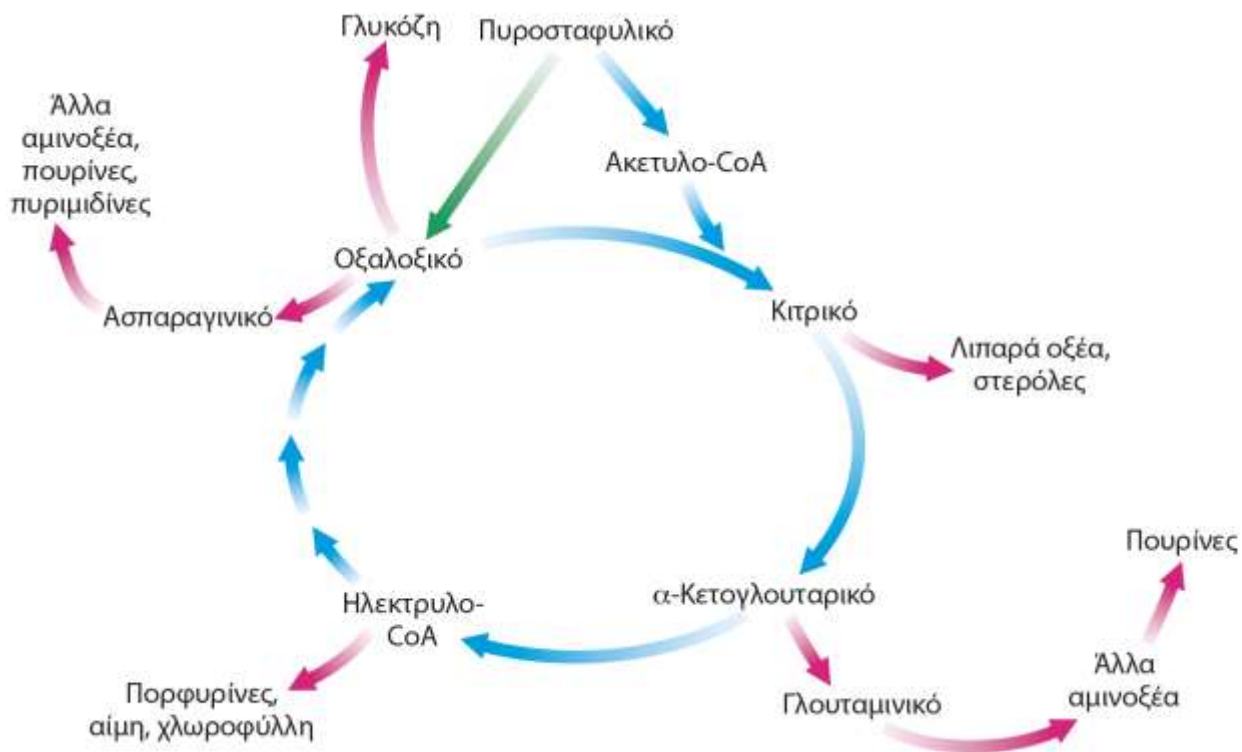 Γλυκόζη
Πυροσταφυλικό
Άλλα
αμινοξέα,
πουρίνες,
πυριμιδίνες
Ακετυλο-CoA
Οξαλοξικό
Ασπαραγινικό
Κιτρικό
Λιπαρά οξέα,
στερόλες
Πουρίνες
α-Κετογλουταρικό
Ηλεκτρυλο-
CoA
Άλλα
αμινοξέα
Πορφυρίνες,
αίμη, χλωροφύλλη
Γλουταμινικό